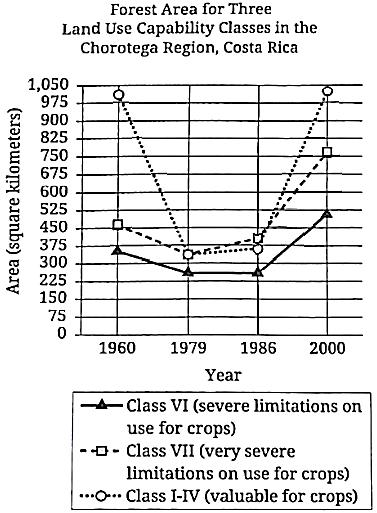 Forest Area for Three
Land Use Capability Classes in the
Chorotega Region, Costa Rica
Area (square kilometers)
1,050
975
900
825
750
675
600
525
450
375
300
225
150
75
0
1960 1979 1986 2000
Year
Class VI (severe limitations on
use for crops)
Class VII (very severe
limitations on use for crops)
Class I-IV (valuable for crops)